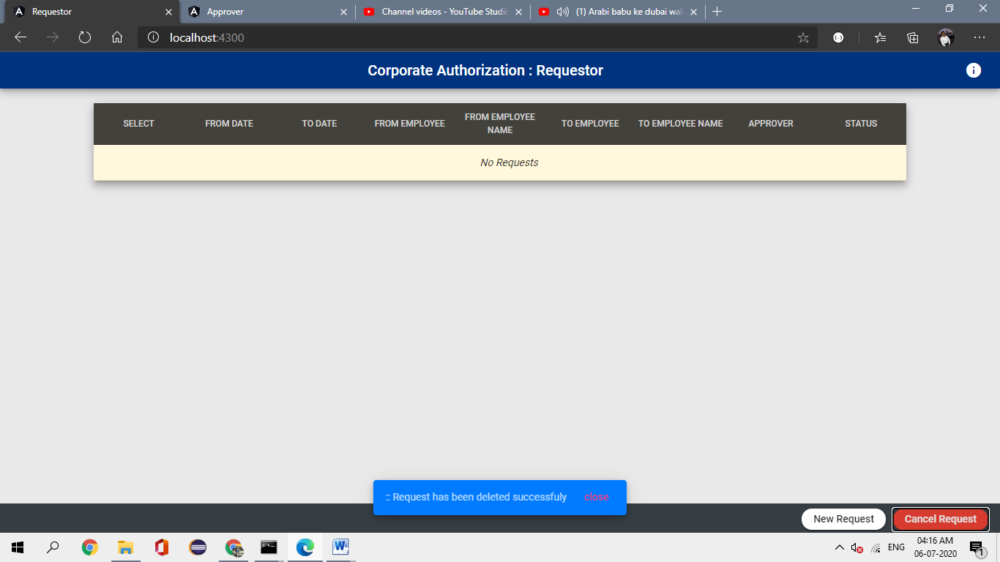 Requestor
Approver
Channel videos - YouTube Studi
(1) Arabi babu ke dubai wal
localhost:4300
Corporate Authorization : Requestor
SELECT
FROM DATE
TO DATE
FROM EMPLOYEE
FROM EMPLOYEE
NAME
TO EMPLOYEE
TO EMPLOYEE NAME
APPROVER
STATUS
No Requests
:: Request has been deleted successfuly close
New Request
Cancel Request
ENG
04:16 AM
06-07-2020
1